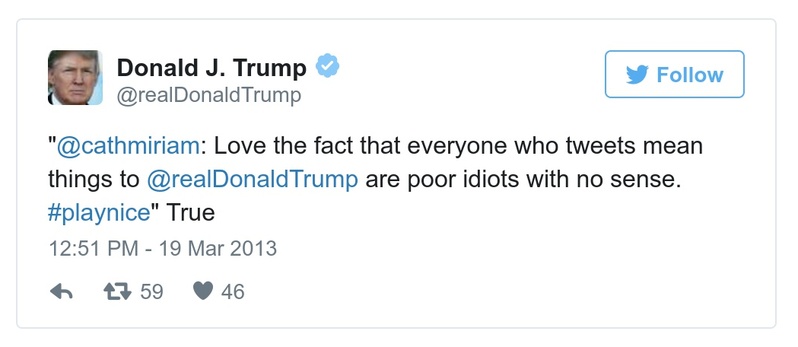 Donald J. Trump
@realDonaldTrump
Follow
"@cathmiriam: Love the fact that everyone who tweets mean
things to @realDonaldTrump are poor idiots with no sense.
#playnice" True
12:51 PM - 19 Mar 2013
59 46